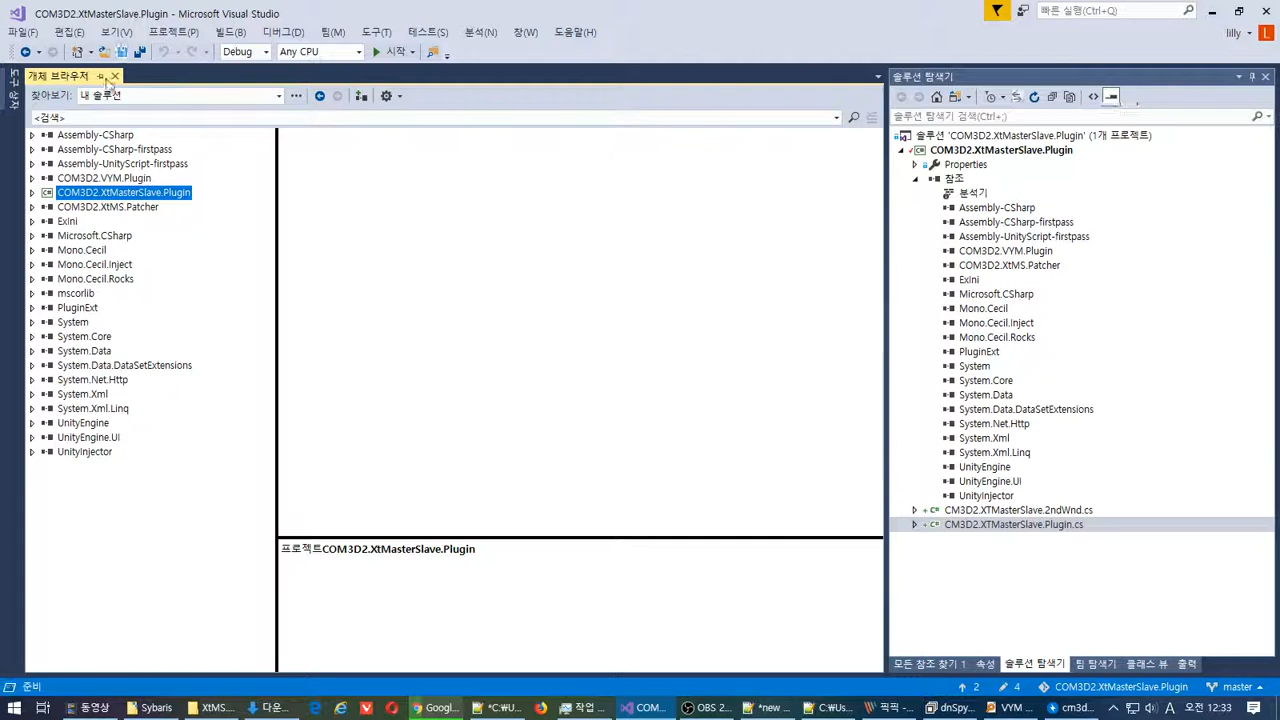 COM3D2.XtMasterSlave.Plugin - Microsoft Visual Studio
빠른 실행(Ctrl+Q)
파일(F) 편집(E) 보기(V) 프로젝트(P) 빌드(B) 디버그(D) 팀(M) 도구(T) 테스트(S) 분석(N) 창(W) 도움말(H)
lilly L
Debug Any CPU 시작
개체 브라우저
찾아보기: 내 솔루션
<검색>
Assembly-CSharp
Assembly-CSharp-firstpass
Assembly-UnityScript-firstpass
COM3D2.VYM.Plugin
COM3D2.XtMasterSlave.Plugin
COM3D2.XtMS.Patcher
ExIni
Microsoft.CSharp
Mono.Cecil
Mono.Cecil.Inject
Mono.Cecil.Rocks
mscorlib
PluginExt
System
System.Core
System.Data
System.Data.DataSetExtensions
System.Net.Http
System.Xml
System.Xml.Linq
UnityEngine
UnityEngine.UI
UnityInjector
프로젝트COM3D2.XtMasterSlave.Plugin
솔루션 탐색기
솔루션 탐색기 검색(Ctrl+;)
솔루션 'COM3D2.XtMasterSlave.Plugin' (1개 프로젝트)
COM3D2.XtMasterSlave.Plugin
Properties
참조
분석기
Assembly-CSharp
Assembly-CSharp-firstpass
Assembly-UnityScript-firstpass
COM3D2.VYM.Plugin
COM3D2.XtMS.Patcher
ExIni
Microsoft.CSharp
Mono.Cecil
Mono.Cecil.Inject
Mono.Cecil.Rocks
PluginExt
System
System.Core
System.Data
System.Data.DataSetExtensions
System.Net.Http
System.Xml
System.Xml.Linq
UnityEngine
UnityEngine.UI
UnityInjector
CM3D2.XTMasterSlave.2ndWnd.cs
CM3D2.XTMasterSlave.Plugin.cs
모든 참조 찾기 1 속성 솔루션 탐색기 팀 탐색기 클래스 뷰 출력
준비 2 4 COM3D2.XtMasterSlave.Plugin master
동영상 Sybaris XtMS.... 다운... Googl... *C:₩U... 작업 ... COM... OBS 2... *new ... C:₩U... 픽픽 - ... dnSpy... VYM ... cm3d... A 오후 12:33